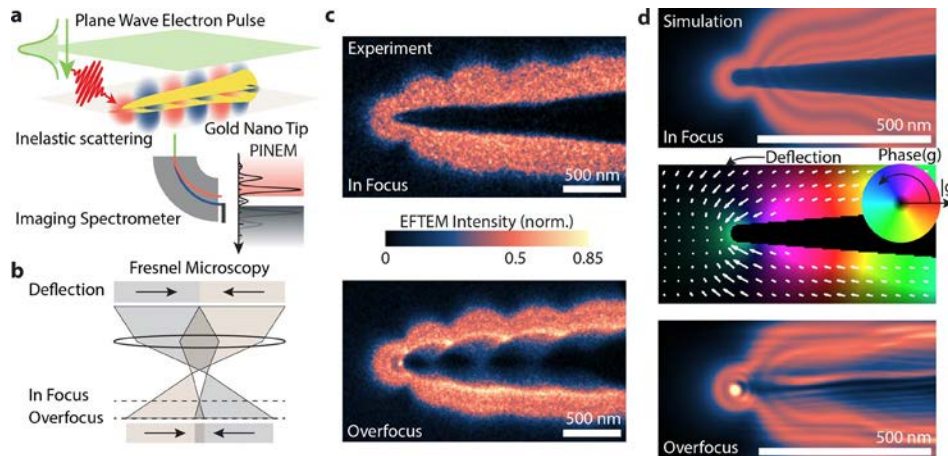 a
Plane Wave Electron Pulse
Inelastic scattering
Gold Nano Tip
PINEM
Imaging Spectrometer
b
Fresnel Microscopy
Deflection
In Focus
Overfocus
c
Experiment
In Focus
500 nm
EFTEM Intensity (norm.)
0
0.5
0.85
Overfocus
500 nm
d
Simulation
In Focus
500 nm
Deflection
Phase(g)
Overfocus
500 nm